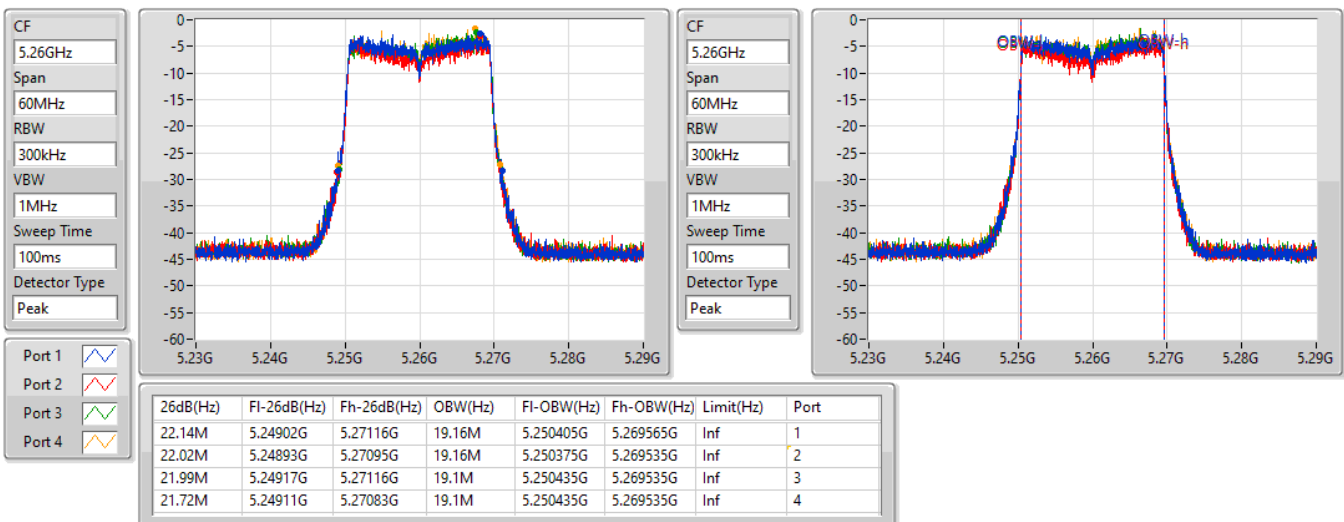 CF
5.26GHz
Span
60MHz
RBW
300kHz
VBW
1MHz
Sweep Time
100ms
Detector Type
Peak
0-
-5-
-10-
-15-
-20-
-25-
-30-
-35-
-40-
-45-
-50-
-55-
-60-
5.23G 5.24G 5.25G 5.26G 5.27G 5.28G 5.29G
CF
5.26GHz
Span
60MHz
RBW
300kHz
VBW
1MHz
Sweep Time
100ms
Detector Type
Peak
0-
-5-
-10-
-15-
-20-
-25-
-30-
-35-
-40-
-45-
-50-
-55-
-60-
OBW-h
5.23G 5.24G 5.25G 5.26G 5.27G 5.28G 5.29G
Port 1
Port 2
Port 3
Port 4
26dB(Hz) Fl-26dB(Hz) Fh-26dB(Hz) OBW(Hz) Fl-OBW(Hz) Fh-OBW(Hz) Limit(Hz) Port
22.14M 5.24902G 5.27116G 19.16M 5.250405G 5.269565G Inf 1
22.02M 5.24893G 5.27095G 19.16M 5.250375G 5.269535G Inf 2
21.99M 5.24917G 5.27116G 19.1M 5.250435G 5.269535G Inf 3
21.72M 5.24911G 5.27083G 19.1M 5.250435G 5.269535G Inf 4